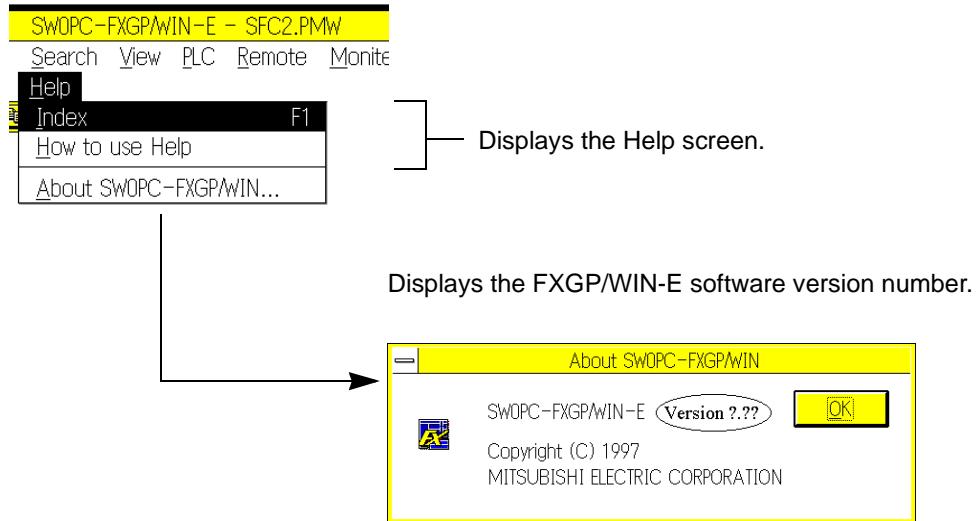 SW0PC-FXGP/WIN-E - SFC2.PMW
Search View PLC Remote
Help
Index F1
How to use Help
About SW0PC-FXGP/WIN...
Displays the Help screen.
Displays the FXGP/WIN-E software version number.
About SW0PC-FXGP/WIN
SW0PC-FXGP/WIN-E Version ?.?? OK
Copyright (C) 1997
MITSUBISHI ELECTRIC CORPORATION